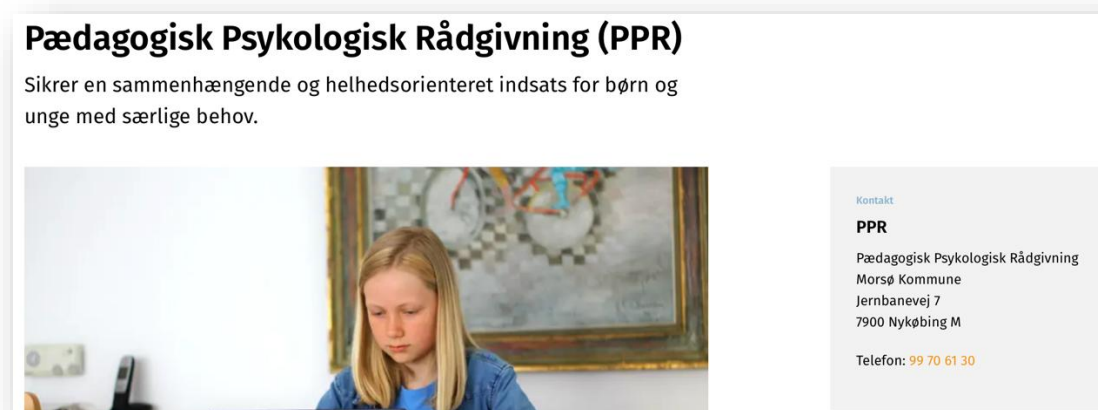 Pædagogisk Psykologisk Rådgivning (PPR)
Sikrer en sammenhængende og helhedsorienteret indsats for børn og
unge med særlige behov.
Kontakt
PPR
Pædagogisk Psykologisk Rådgivning
Morsø Kommune
Jernbanevej 7
7900 Nykøbing M
Telefon: 99 70 61 30